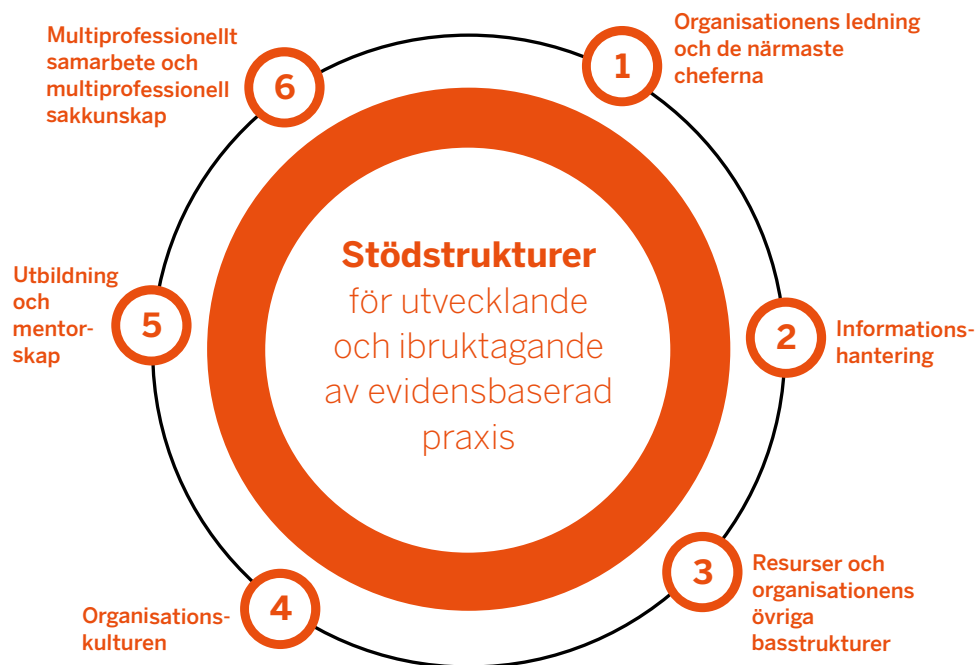 Stödstrukturer
för utvecklande
och ibruktagande
av evidensbaserad
praxis
1
Organisationens ledning
och de närmaste
cheferna
2
Informations-
hantering
3
Resurser och
organisationens
övriga
basstrukturer
4
Organisations-
kulturen
5
Utbildning
och
mentor-
skap
6
Multiprofessionellt
samarbete och
multiprofessionell
sakkunskap